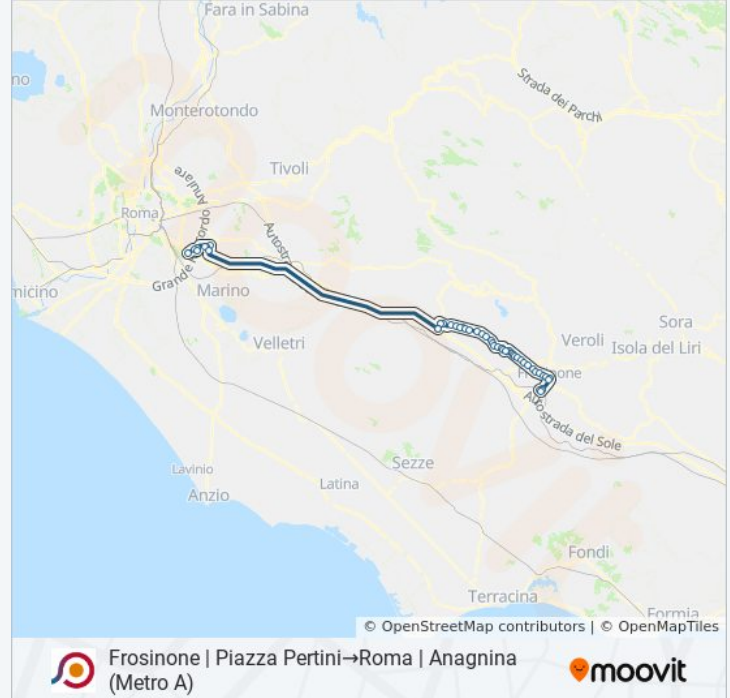 Fara in Sabina
no
Strada dei Parchi
Monterotondo
Tivoli
Grande Raccordo Anulare
Roma
Autostr
Marino
micino
Velletri
Veroli
Sora
Isola del Liri
Frosinone
Autostrada del Sole
Sezze
Lavinio
Latina
Anzio
Fondi
Terracina
Formia
© OpenStreetMap contributors | © OpenMapTiles
Frosinone | Piazza Pertini→Roma | Anagnina
(Metro A)
moovit